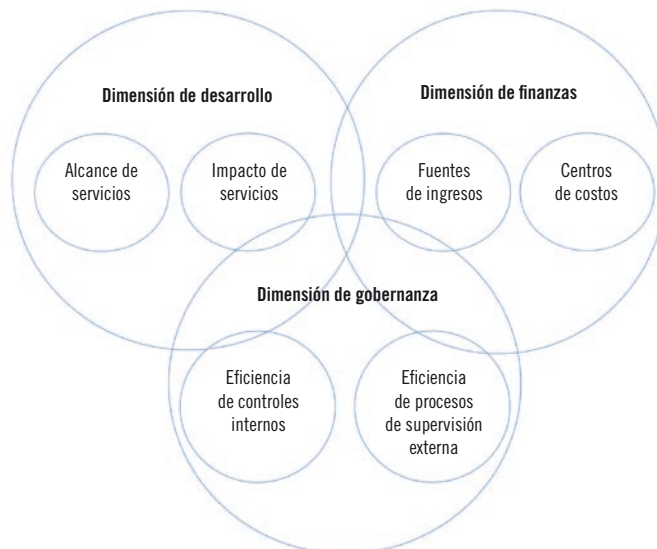 Dimensión de desarrollo
Dimensión de finanzas
Alcance de
servicios
Impacto de
servicios
Fuentes
de ingresos
Centros
de costos
Dimensión de gobernanza
Eficiencia
de controles
internos
Eficiencia
de procesos
de supervisión
externa